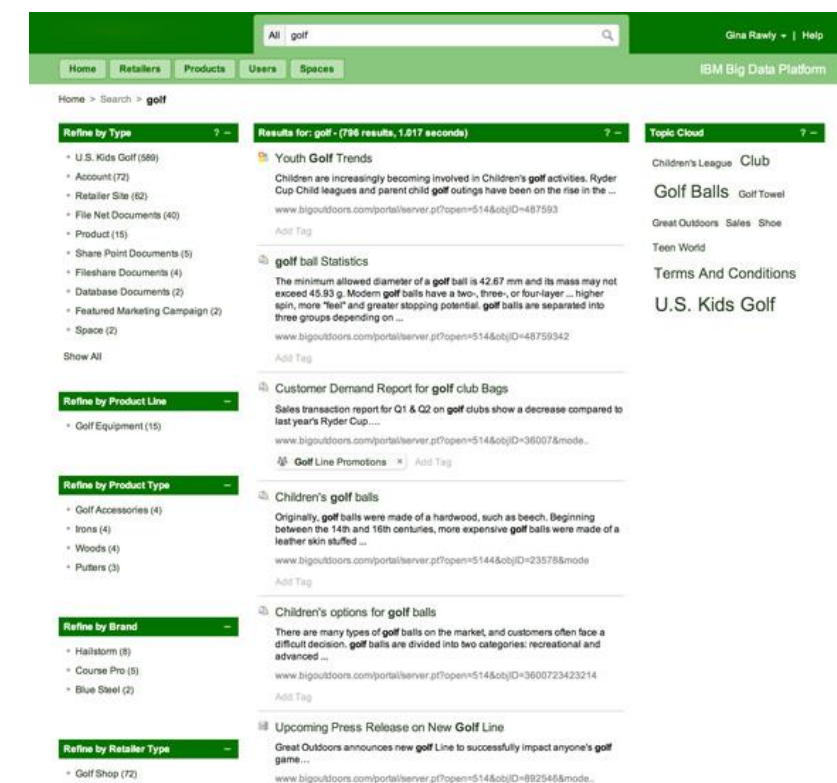 All golf
Gina Rawly | Help
Home Retailers Products Users Spaces
IBM Big Data Platform
Home > Search > golf
Refine by Type ? –
U.S. Kids Golf (589)
Account (72)
Retailer Site (62)
File Net Documents (40)
Product (15)
Share Point Documents (5)
Fileshare Documents (4)
Database Documents (2)
Featured Marketing Campaign (2)
Space (2)
Show All
Refine by Product Line –
Golf Equipment (15)
Refine by Product Type –
Golf Accessories (4)
Irons (4)
Woods (4)
Putters (3)
Refine by Brand –
Hailstorm (8)
Course Pro (5)
Blue Steel (2)
Refine by Retailer Type –
Golf Shop (72)
Results for: golf - (796 results, 1.017 seconds) ? –
Youth Golf Trends
Children are increasingly becoming involved in Children's golf activities. Ryder
Cup Child leagues and parent child golf outings have been on the rise in the ...
www.bigoutdoors.com/portal/server.pt?open=514&objID=487593
Add Tag
golf ball Statistics
The minimum allowed diameter of a golf ball is 42.67 mm and its mass may not
exceed 45.93 g. Modern golf balls have a two-, three-, or four-layer ... higher
spin, more "feel" and greater stopping potential. golf balls are separated into
three groups depending on ...
www.bigoutdoors.com/portal/server.pt?open=514&objID=48759342
Add Tag
Customer Demand Report for golf club Bags
Sales transaction report for Q1 & Q2 on golf clubs show a decrease compared to
last year's Ryder Cup....
www.bigoutdoors.com/portal/server.pt?open=514&objID=36007&mode..
Golf Line Promotions × Add Tag
Children's golf balls
Originally, golf balls were made of a hardwood, such as beech. Beginning
between the 14th and 16th centuries, more expensive golf balls were made of a
leather skin stuffed ...
www.bigoutdoors.com/portal/server.pt?open=5144&objID=23578&mode
Add Tag
Children's options for golf balls
There are many types of golf balls on the market, and customers often face a
difficult decision. golf balls are divided into two categories: recreational and
advanced ...
www.bigoutdoors.com/portal/server.pt?open=514&objID=3600723423214
Add Tag
Upcoming Press Release on New Golf Line
Great Outdoors announces new golf Line to successfully impact anyone's golf
game...
www.bigoutdoors.com/portal/server.pt?open=514&objID=892546&mode..
Topic Cloud ? –
Children's League Club
Golf Balls Golf Towel
Great Outdoors Sales Shoe
Teen World
Terms And Conditions
U.S. Kids Golf